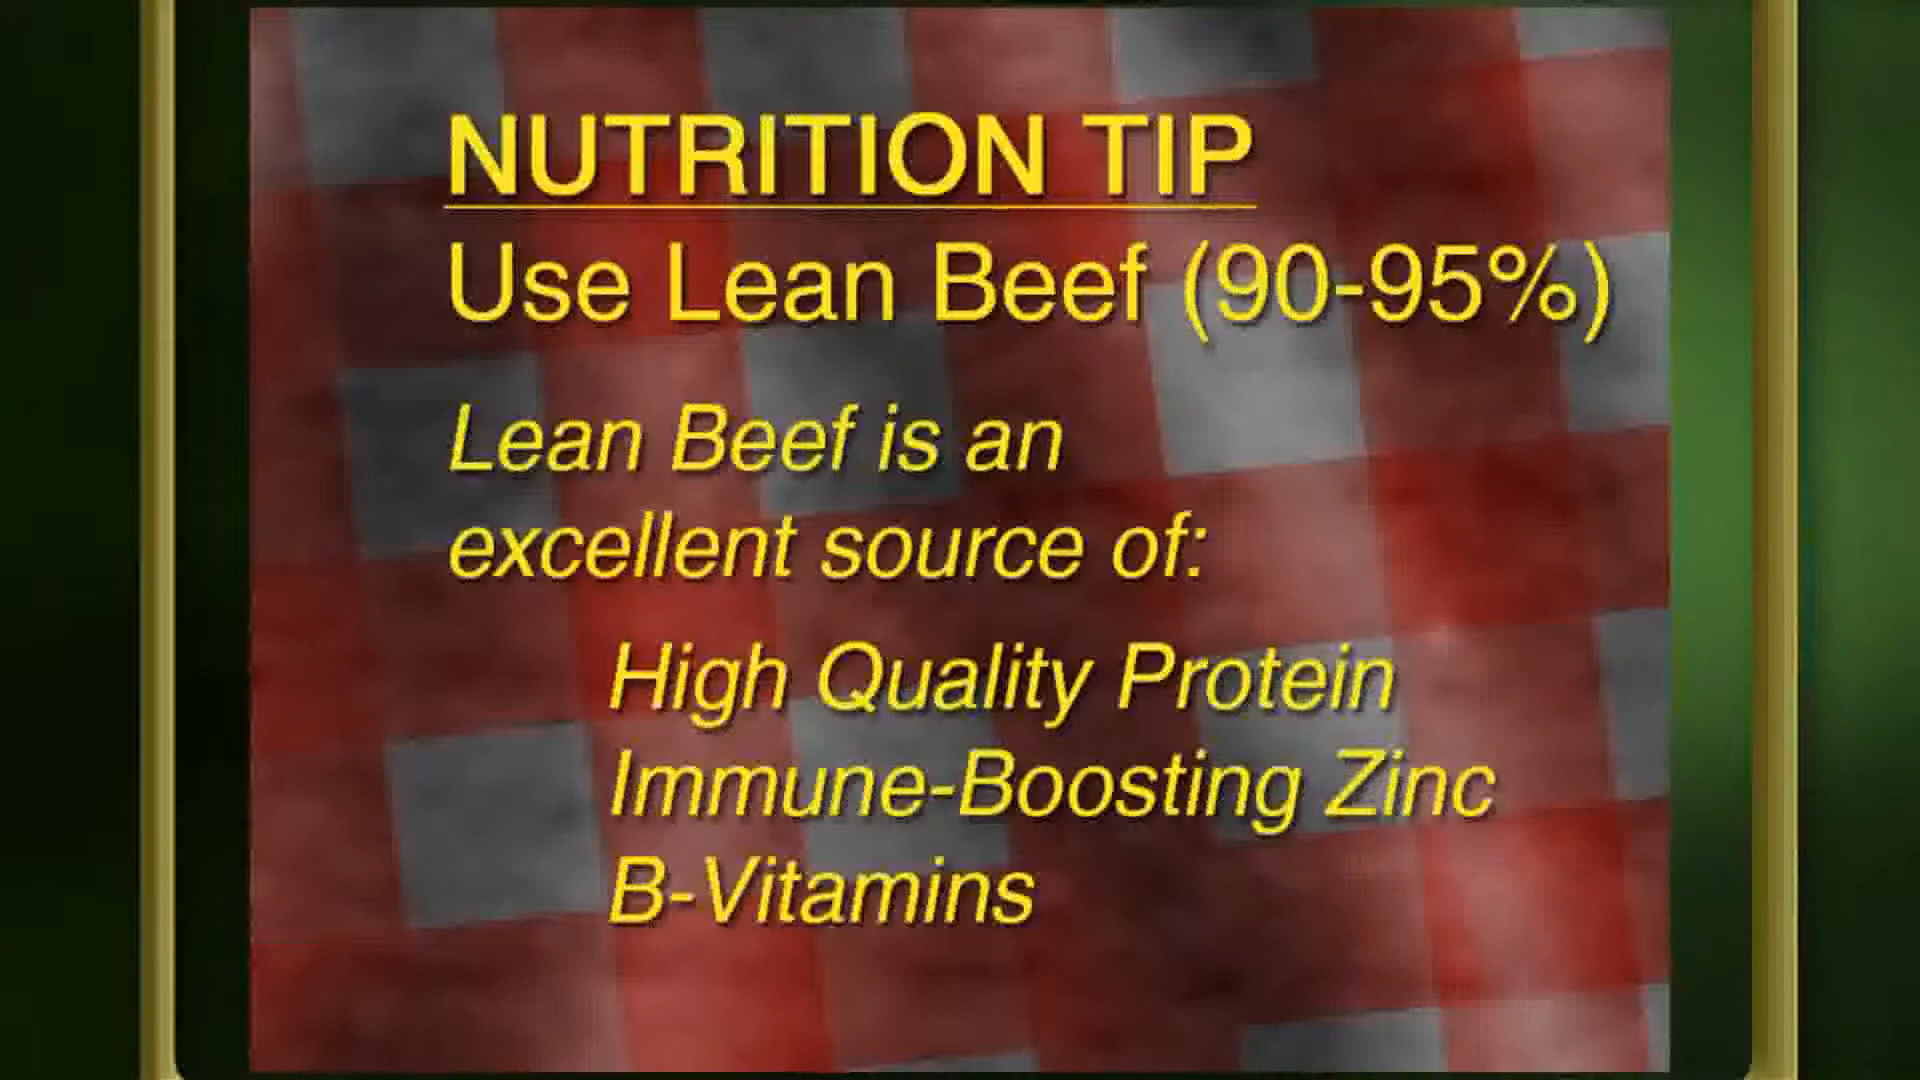 NUTRITION TIP
Use Lean Beef (90-95%)
Lean Beef is an
excellent source of:
High Quality Protein
Immune-Boosting Zinc
B-Vitamins